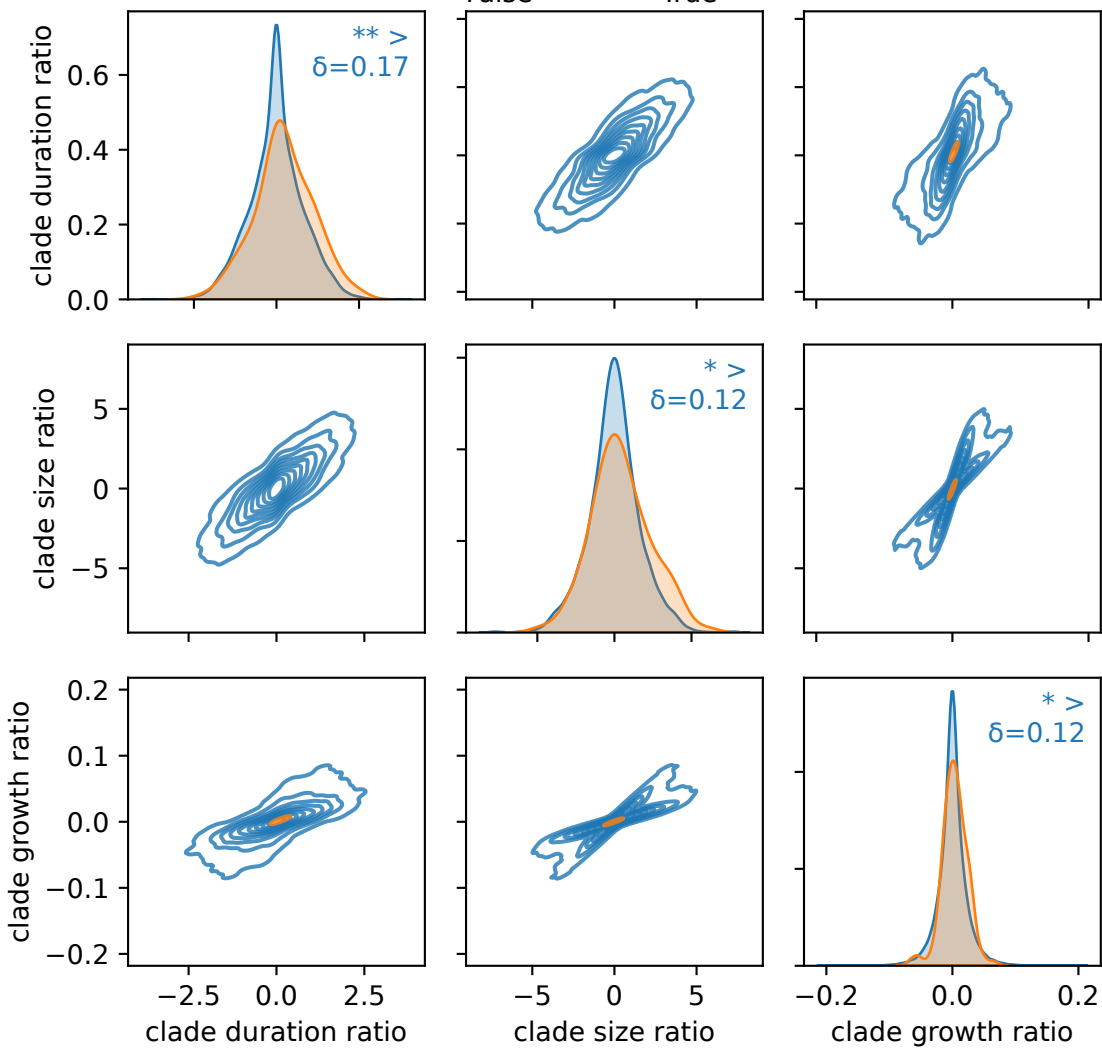 False True
clade duration ratio
0.6
0.4
0.2
0.0
** >
δ=0.17
clade size ratio
5
0
−5
* >
δ=0.12
clade growth ratio
0.2
0.1
0.0
−0.1
−0.2
* >
δ=0.12
−2.5 0.0 2.5
−5 0 5
−0.2 0.0 0.2
clade duration ratio
clade size ratio
clade growth ratio